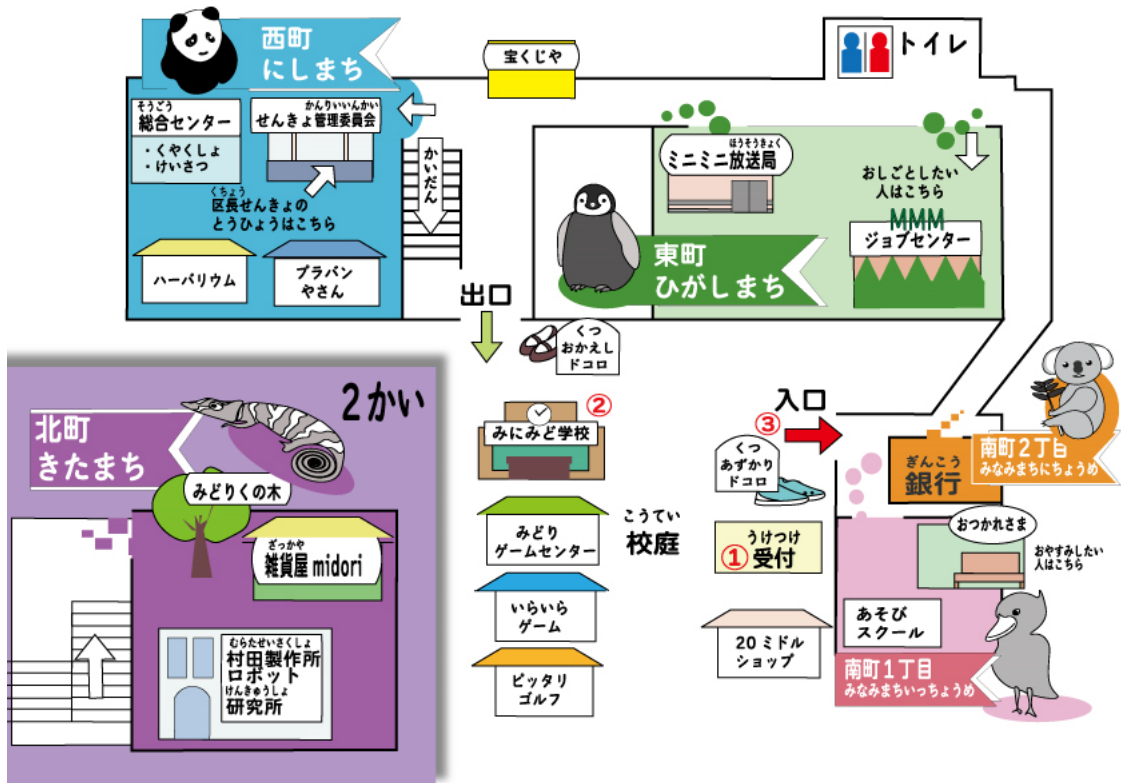 西町
にしまち
宝くじや
トイレ
そうごう
総合センター
・くやくしょ
・けいさつ
かんりいいんかい
せんきょ管理委員会
くちょう
区長せんきょの
とうひょうはこちら
ハーバリウム
プラバン
やさん
かいだん
ほうそうきょく
ミニミニ放送局
おしごとしたい
人はこちら
MMM
ジョブセンター
東町
ひがしまち
出口
くつ
おかえし
ドコロ
2かい
北町
きたまち
みどりくの木
ざっかや
雑貨屋 midori
むらたせいさくしょ
村田製作所
ロボット
けんきゅうしょ
研究所
②
みにみど学校
みどり
ゲームセンター
いらいら
ゲーム
ピッタリ
ゴルフ
こうてい
校庭
入口
③
くつ
あずかり
ドコロ
うけつけ
①受付
20ミドル
ショップ
南町2丁目
みなみまちにちょうめ
ぎんこう
銀行
おつかれさま
おやすみしたい
人はこちら
あそび
スクール
南町1丁目
みなみまちいっちょうめ